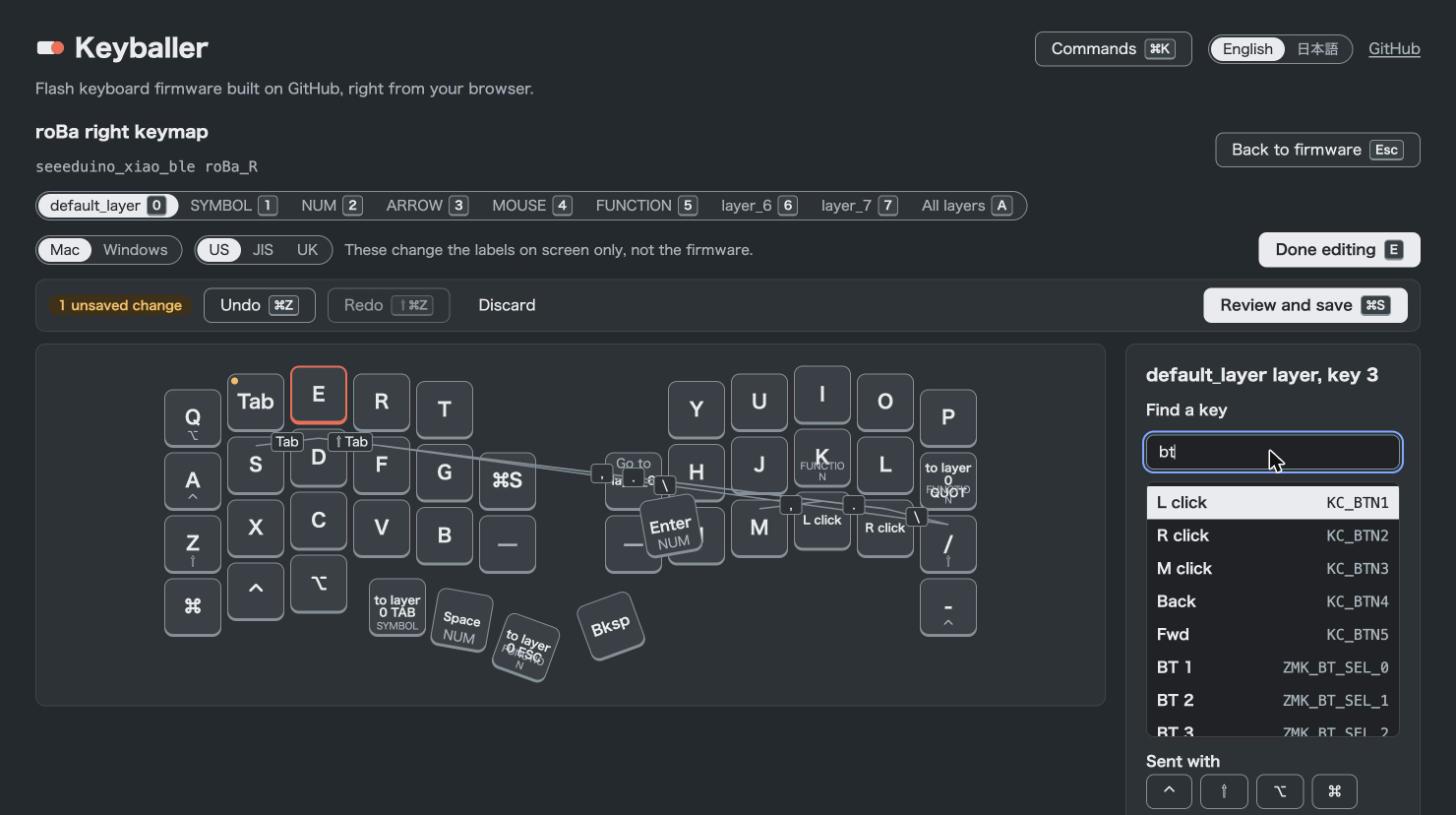 Keyballer
Commands ⌘K
English 日本語 GitHub
Flash keyboard firmware built on GitHub, right from your browser.
roBa right keymap
seeeduino_xiao_ble roBa_R
Back to firmware Esc
default_layer 0 SYMBOL 1 NUM 2 ARROW 3 MOUSE 4 FUNCTION 5 layer_6 6 layer_7 7 All layers A
Mac Windows US JIS UK These change the labels on screen only, not the firmware.
Done editing E
1 unsaved change Undo ⌘Z Redo ⇧⌘Z Discard Review and save ⌘S
Q ⌥ Tab E R T Y U I O P
Tab ⇧Tab
A ^ S D F G ⌘S Go to H J K FUNCTION L to layer 0 QUOT
, . \
, . \
Z ⇧ X C V B — — Enter NUM M L click R click / ⇧
⌘ ^ ⌥ to layer 0 TAB SYMBOL Space NUM to layer 0 ESC FUNCTION Bksp - ^
default_layer layer, key 3
Find a key
bt
L click KC_BTN1
R click KC_BTN2
M click KC_BTN3
Back KC_BTN4
Fwd KC_BTN5
BT 1 ZMK_BT_SEL_0
BT 2 ZMK_BT_SEL_1
BT 3 ZMK_BT_SEL_2
Sent with
^ ⇧ ⌥ ⌘